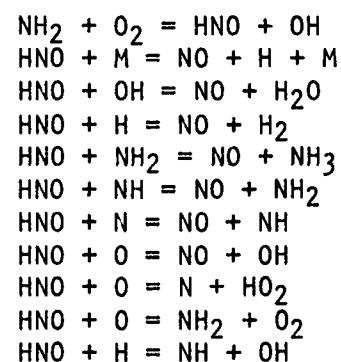 NH₂ + O₂ = HNO + OH
HNO + M = NO + H + M
HNO + OH = NO + H₂O
HNO + H = NO + H₂
HNO + NH₂ = NO + NH₃
HNO + NH = NO + NH₂
HNO + N = NO + NH
HNO + O = NO + OH
HNO + O = N + HO₂
HNO + O = NH₂ + O₂
HNO + H = NH + OH